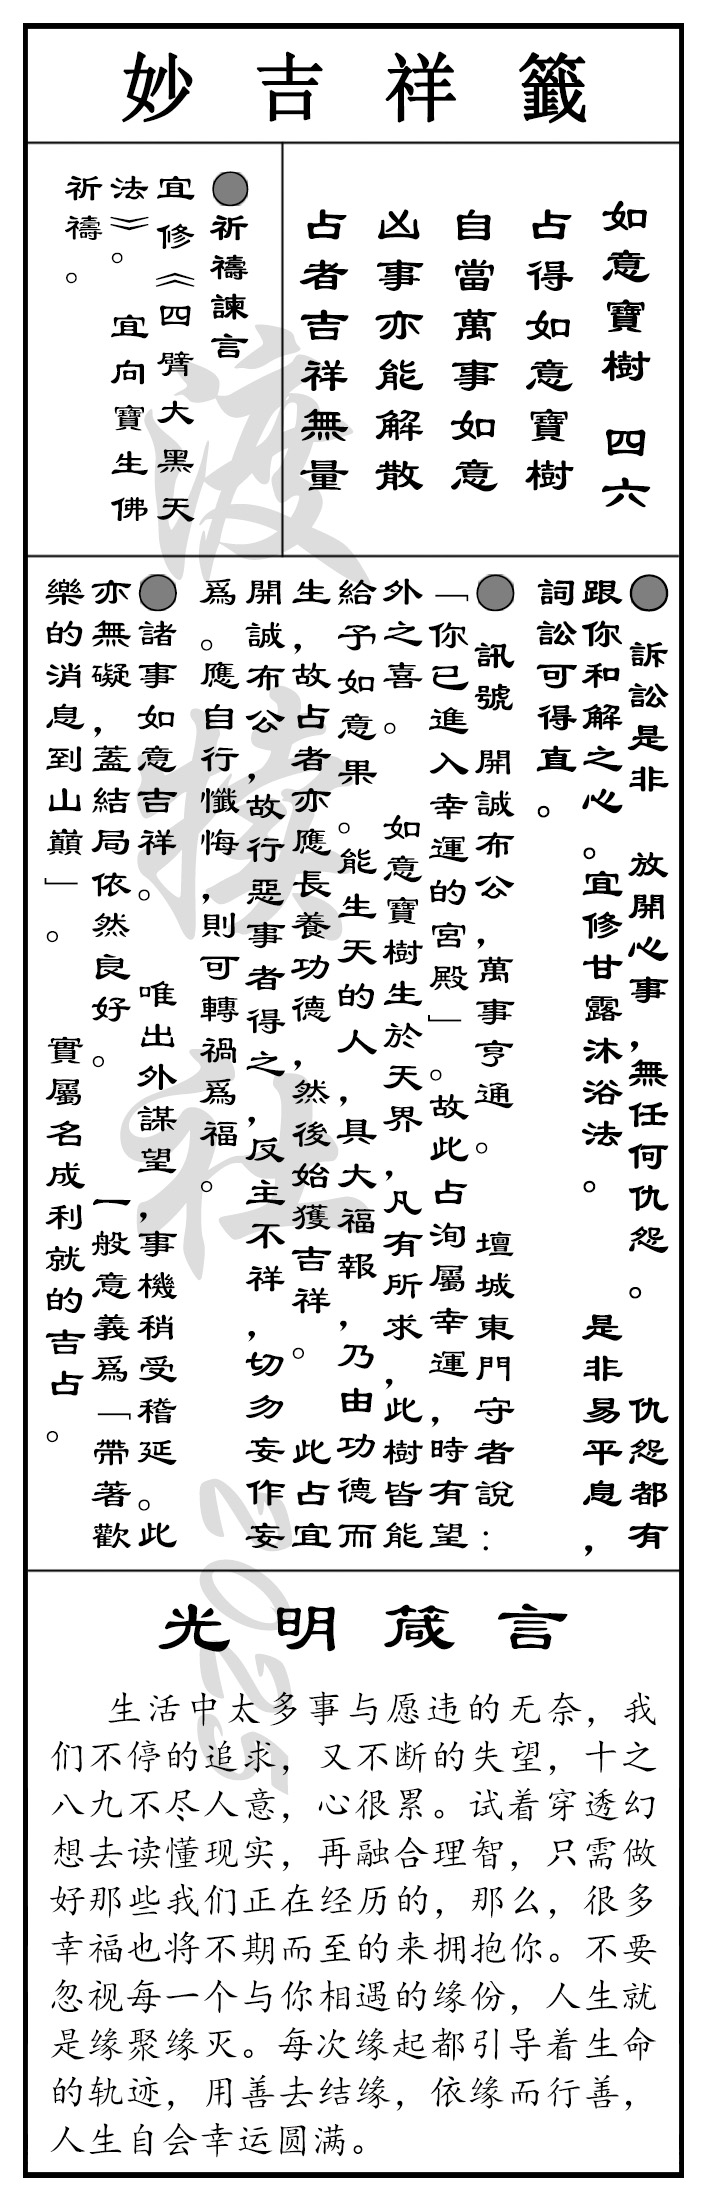 妙吉祥籤
如意寶樹 四六
占得如意寶樹
自當萬事如意
凶事亦能解散
占者吉祥無量
●祈禱諫言
宜修《四臂大黑天
法》。 宜向寶生佛
祈禱。
● 訴訟是非 放開心事，無任何仇怨。 仇怨都有
跟你和解之心。宜修甘露沐浴法。 是非易平息，
詞訟可得直。
● 訊號 開誠布公，萬事亨通。 壇城東門守者說：
「你已進入幸運的宮殿」。故此占洵屬幸運，時有望
外之喜。 如意寶樹生於天界，凡有所求，此樹皆能
給予如意果。能生天的人，具大福報，乃由功德而
生，故占者亦應長養功德，然後始獲吉祥。 此占宜
開誠布公，故行惡事者得之，反主不祥，切勿妄作妄
爲。應自行懺悔，則可轉禍爲福。
●諸事如意吉祥。 唯出外謀望，事機稍受稽延。此
亦無礙，蓋結局依然良好。 一般意義爲「帶著歡
樂的消息到山巔」。 實屬名成利就的吉占。
光明箴言
生活中太多事与愿违的无奈，我
们不停的追求，又不断的失望，十之
八九不尽人意，心很累。试着穿透幻
想去读懂现实，再融合理智，只需做
好那些我们正在经历的，那么，很多
幸福也将不期而至的来拥抱你。不要
忽视每一个与你相遇的缘份，人生就
是缘聚缘灭。每次缘起都引导着生命
的轨迹，用善去结缘，依缘而行善，
人生自会幸运圆满。
2025